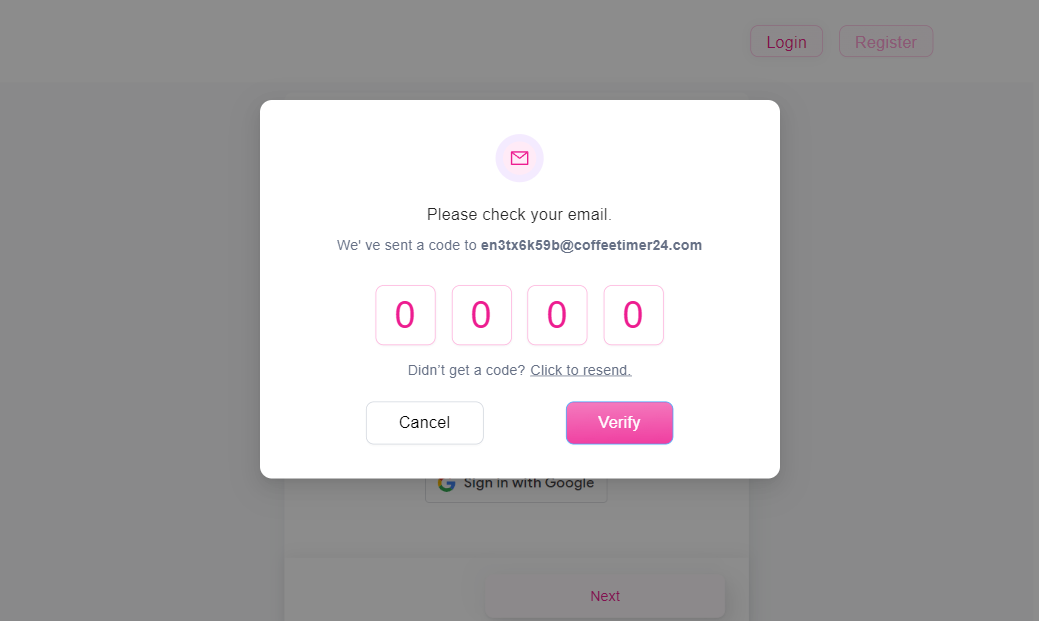 Login Register
Please check your email.
We' ve sent a code to en3tx6k59b@coffeetimer24.com
0 0 0 0
Didn't get a code? Click to resend.
Cancel Verify
Sign in with Google
Next